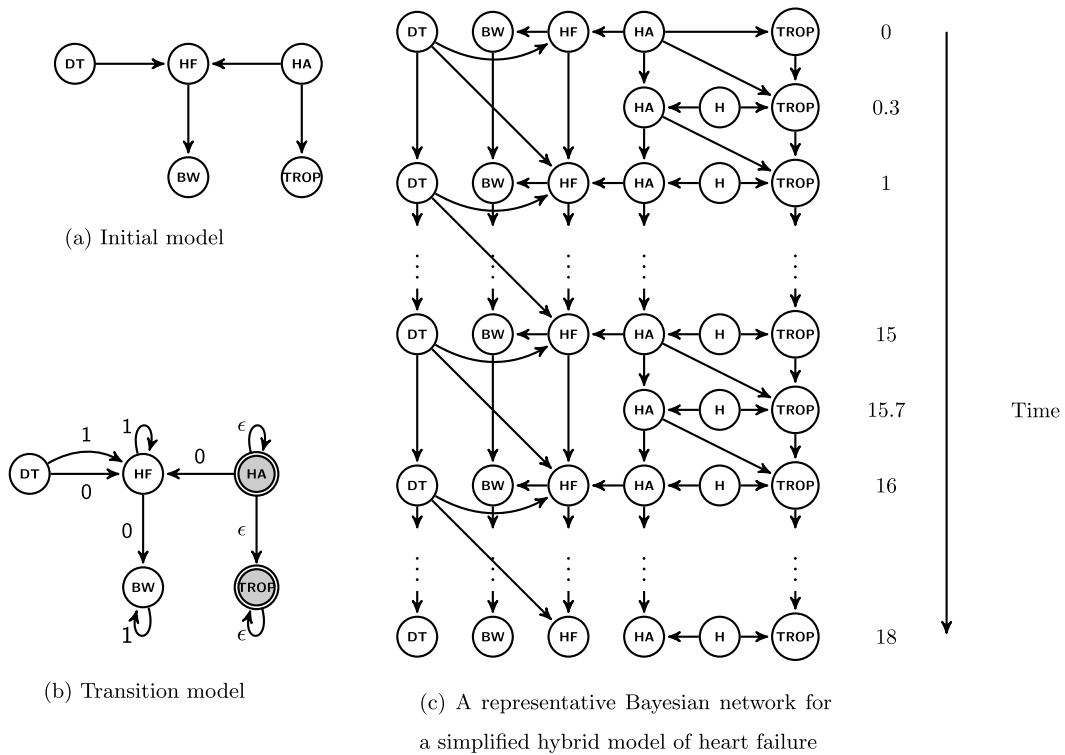 DT HF HA
BW TROP
(a) Initial model
1 1 ϵ
DT HF 0 HA
0
0 ϵ
BW TROP
1 ϵ
(b) Transition model
DT BW HF HA TROP 0
HA H TROP 0.3
DT BW HF HA H TROP 1
DT BW HF HA H TROP 15
HA H TROP 15.7
Time
DT BW HF HA H TROP 16
DT BW HF HA H TROP 18
(c) A representative Bayesian network for
a simplified hybrid model of heart failure